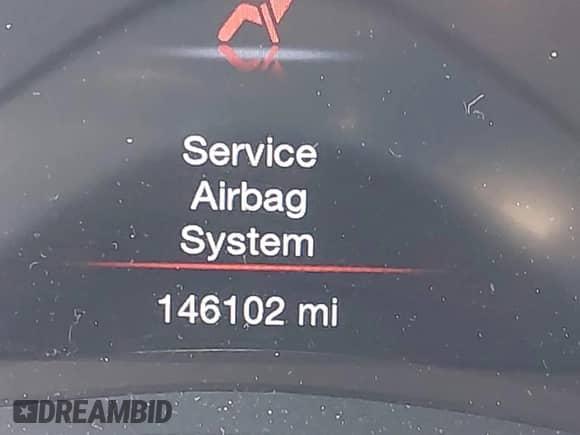 Service
Airbag
System
146102 mi
DREAMBID